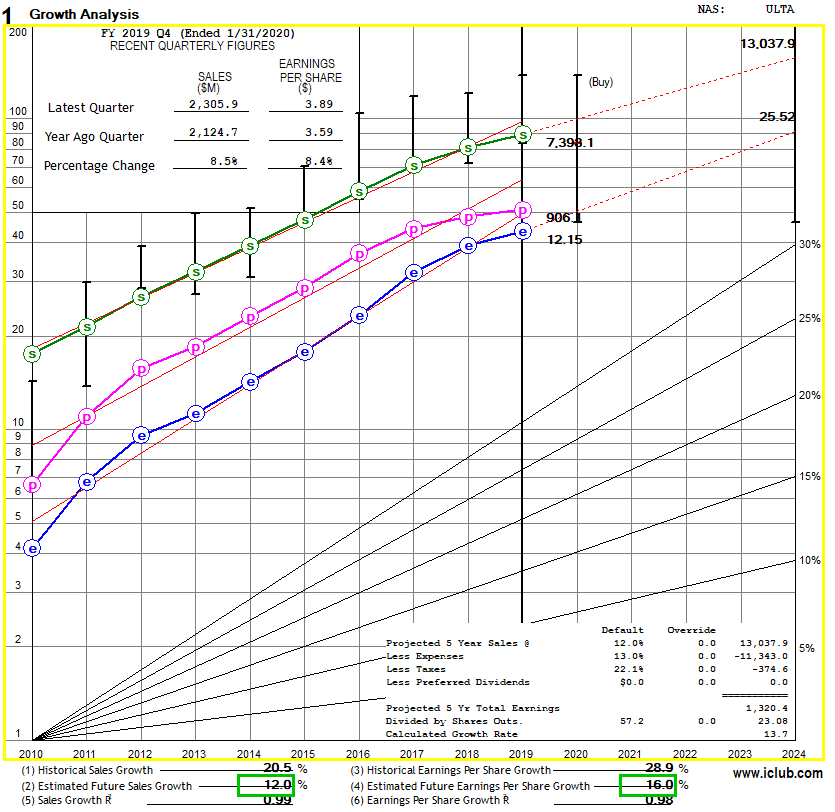 1 Growth Analysis NAS: ULTA
200
FY 2019 Q4 (Ended 1/31/2020)
RECENT QUARTERLY FIGURES
13,037.9
EARNINGS
SALES PER SHARE
($M) ($)
(Buy)
Latest Quarter 2,305.9 3.89
100
25.52
90
Year Ago Quarter 2,124.7 3.59
80
7,398.1
70
Percentage Change 8.5% 8.4%
60
50
906.1
40
12.15
30%
30
25%
20
20%
10
9
8
15%
7
6
5
10%
4
3
Default Override
2
Projected 5 Year Sales @ 12.0% 0.0 13,037.9
5%
Less Expenses 13.0% 0.0 -11,343.0
Less Taxes 22.1% 0.0 -374.6
Less Preferred Dividends $0.0 0.0 0.0
===========
Projected 5 Yr Total Earnings 1,320.4
Divided by Shares Outs. 57.2 0.0 23.08
Calculated Growth Rate 13.7
1
2010 2011 2012 2013 2014 2015 2016 2017 2018 2019 2020 2021 2022 2023 2024
(1) Historical Sales Growth 20.5 % (3) Historical Earnings Per Share Growth 28.9 %
www.iclub.com
(2) Estimated Future Sales Growth 12.0 % (4) Estimated Future Earnings Per Share Growth 16.0 %
(5) Sales Growth R² 0.99 (6) Earnings Per Share Growth R² 0.98
s s s s s s s s s s
p p p p p p p p p p
e e e e e e e e e e